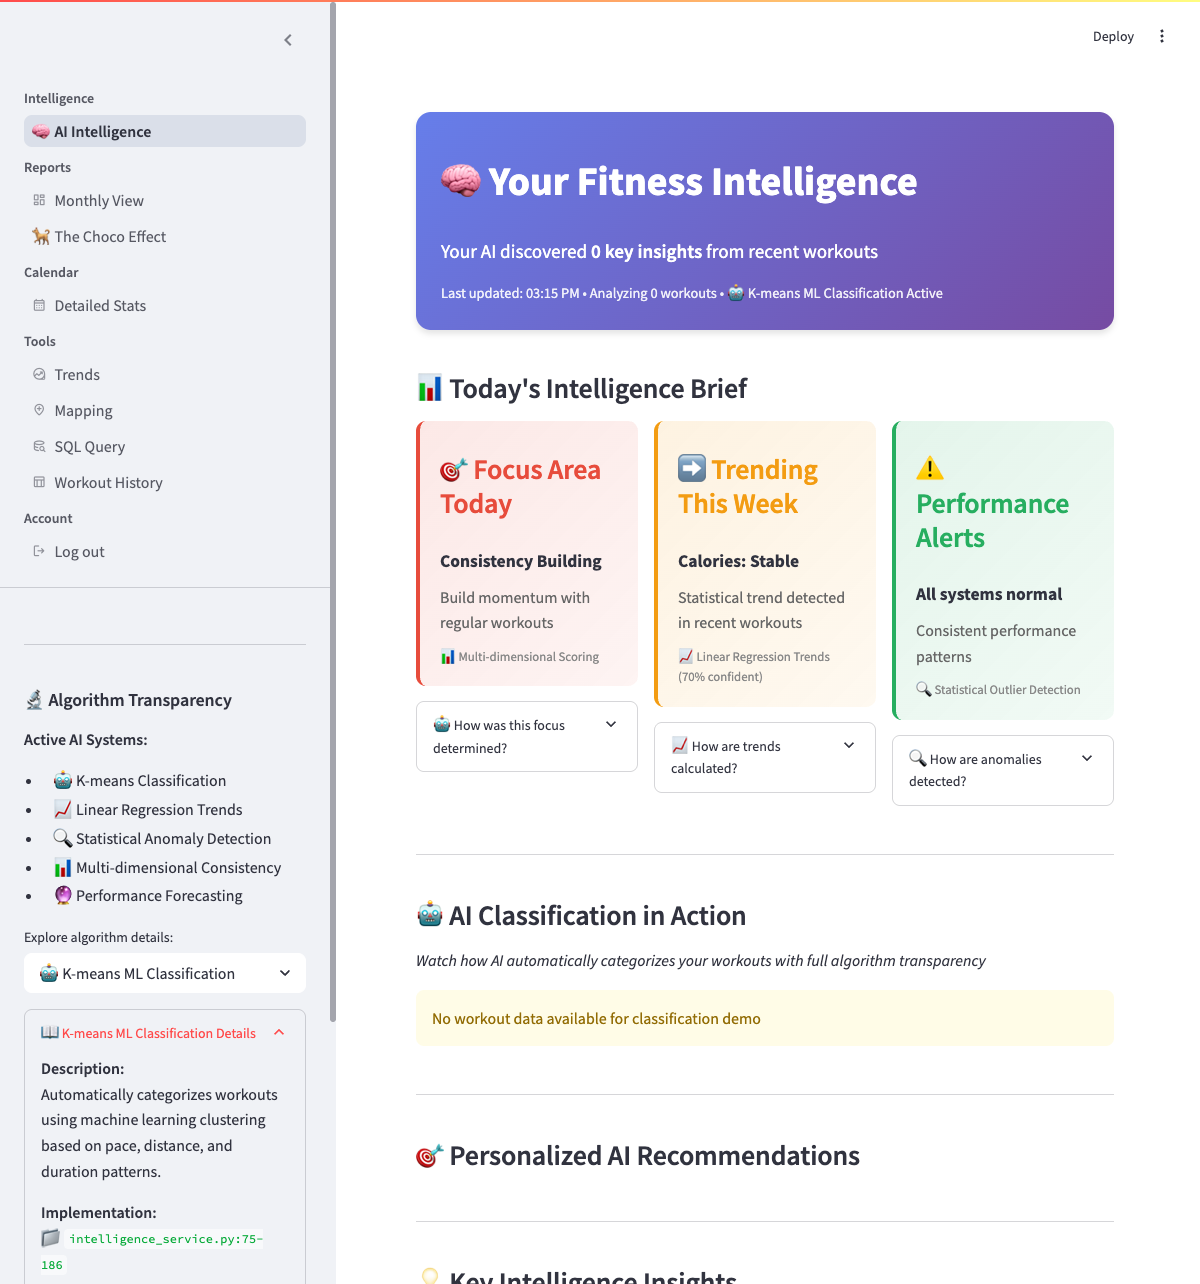 Deploy
Intelligence
AI Intelligence
Reports
Monthly View
The Choco Effect
Calendar
Detailed Stats
Tools
Trends
Mapping
SQL Query
Workout History
Account
Log out
Algorithm Transparency
Active AI Systems:
K-means Classification
Linear Regression Trends
Statistical Anomaly Detection
Multi-dimensional Consistency
Performance Forecasting
Explore algorithm details:
K-means ML Classification
K-means ML Classification Details
Description:
Automatically categorizes workouts
using machine learning clustering
based on pace, distance, and
duration patterns.
Implementation:
intelligence_service.py:75-
186
Your Fitness Intelligence
Your AI discovered 0 key insights from recent workouts
Last updated: 03:15 PM • Analyzing 0 workouts • K-means ML Classification Active
Today's Intelligence Brief
Focus Area
Today
Consistency Building
Build momentum with
regular workouts
Multi-dimensional Scoring
How was this focus
determined?
Trending
This Week
Calories: Stable
Statistical trend detected
in recent workouts
Linear Regression Trends
(70% confident)
How are trends
calculated?
Performance
Alerts
All systems normal
Consistent performance
patterns
Statistical Outlier Detection
How are anomalies
detected?
AI Classification in Action
Watch how AI automatically categorizes your workouts with full algorithm transparency
No workout data available for classification demo
Personalized AI Recommendations
Key Intelligence Insights